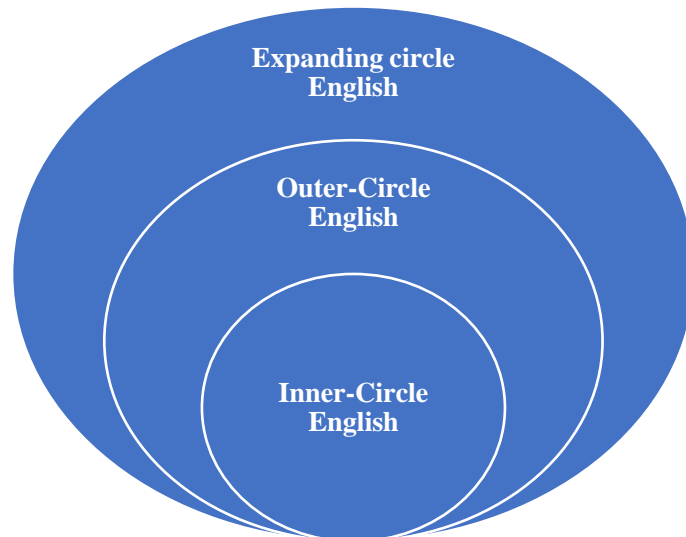 Expanding circle
English
Outer-Circle
English
Inner-Circle
English